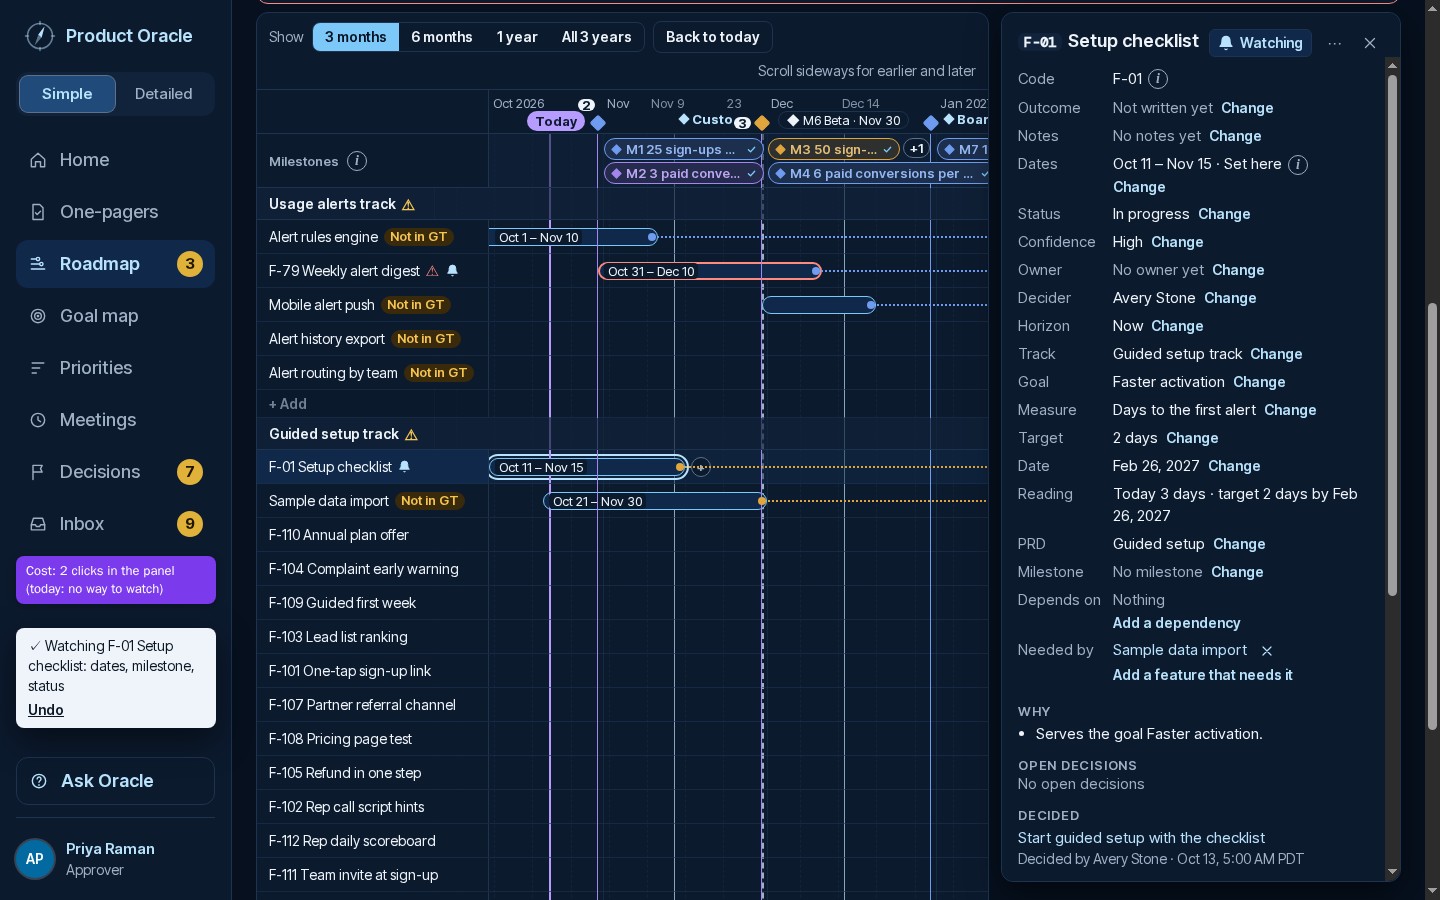 Product Oracle
Simple
Detailed
Home
One-pagers
Roadmap
3
Goal map
Priorities
Meetings
Decisions
7
Inbox
9
Cost: 2 clicks in the panel
(today: no way to watch)
✓ Watching F-01 Setup
checklist: dates, milestone,
status
Undo
Ask Oracle
AP
Priya Raman
Approver
Show
3 months
6 months
1 year
All 3 years
Back to today
Scroll sideways for earlier and later
Oct 2026
2
Nov
Nov 9
23
Dec
Dec 14
Jan 2027
Today
Custo
3
M6 Beta · Nov 30
Boar
Milestones
i
M1 25 sign-ups ...
M3 50 sign-...
+1
M7 1
M2 3 paid conve...
M4 6 paid conversions per ...
Usage alerts track
Alert rules engine
Not in GT
Oct 1 – Nov 10
F-79 Weekly alert digest
Oct 31 – Dec 10
Mobile alert push
Not in GT
Alert history export
Not in GT
Alert routing by team
Not in GT
+ Add
Guided setup track
F-01 Setup checklist
Oct 11 – Nov 15
Sample data import
Not in GT
Oct 21 – Nov 30
F-110 Annual plan offer
F-104 Complaint early warning
F-109 Guided first week
F-103 Lead list ranking
F-101 One-tap sign-up link
F-107 Partner referral channel
F-108 Pricing page test
F-105 Refund in one step
F-102 Rep call script hints
F-112 Rep daily scoreboard
F-111 Team invite at sign-up
F-01 Setup checklist
Watching
...
Code F-01 i
Outcome Not written yet Change
Notes No notes yet Change
Dates Oct 11 – Nov 15 · Set here i
Change
Status In progress Change
Confidence High Change
Owner No owner yet Change
Decider Avery Stone Change
Horizon Now Change
Track Guided setup track Change
Goal Faster activation Change
Measure Days to the first alert Change
Target 2 days Change
Date Feb 26, 2027 Change
Reading Today 3 days · target 2 days by Feb
26, 2027
PRD Guided setup Change
Milestone No milestone Change
Depends on Nothing
Add a dependency
Needed by Sample data import ×
Add a feature that needs it
WHY
• Serves the goal Faster activation.
OPEN DECISIONS
No open decisions
DECIDED
Start guided setup with the checklist
Decided by Avery Stone · Oct 13, 5:00 AM PDT